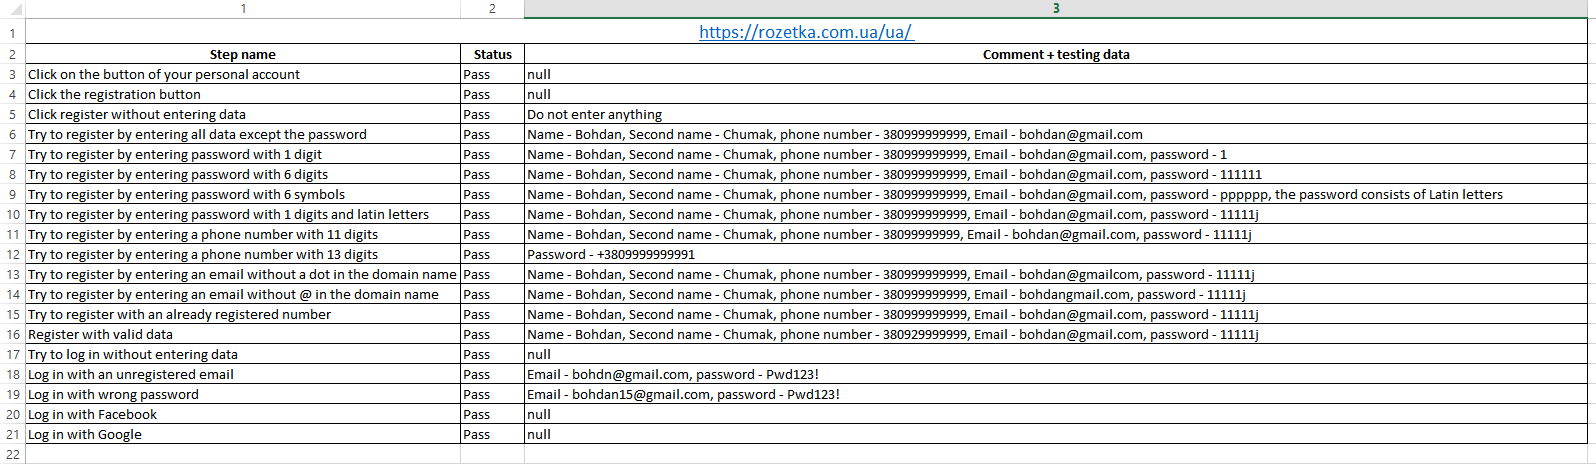 1 2 3
1 https://rozetka.com.ua/ua/
2 Step name Status Comment + testing data
3 Click on the button of your personal account Pass null
4 Click the registration button Pass null
5 Click register without entering data Pass Do not enter anything
6 Try to register by entering all data except the password Pass Name - Bohdan, Second name - Chumak, phone number - 380999999999, Email - bohdan@gmail.com
7 Try to register by entering password with 1 digit Pass Name - Bohdan, Second name - Chumak, phone number - 380999999999, Email - bohdan@gmail.com, password - 1
8 Try to register by entering password with 6 digits Pass Name - Bohdan, Second name - Chumak, phone number - 380999999999, Email - bohdan@gmail.com, password - 111111
9 Try to register by entering password with 6 symbols Pass Name - Bohdan, Second name - Chumak, phone number - 380999999999, Email - bohdan@gmail.com, password - pppppp, the password consists of Latin letters
10 Try to register by entering password with 1 digits and latin letters Pass Name - Bohdan, Second name - Chumak, phone number - 380999999999, Email - bohdan@gmail.com, password - 11111j
11 Try to register by entering a phone number with 11 digits Pass Name - Bohdan, Second name - Chumak, phone number - 38099999999, Email - bohdan@gmail.com, password - 11111j
12 Try to register by entering a phone number with 13 digits Pass Password - +3809999999991
13 Try to register by entering an email without a dot in the domain name Pass Name - Bohdan, Second name - Chumak, phone number - 380999999999, Email - bohdan@gmailcom, password - 11111j
14 Try to register by entering an email without @ in the domain name Pass Name - Bohdan, Second name - Chumak, phone number - 380999999999, Email - bohdangmail.com, password - 11111j
15 Try to register with an already registered number Pass Name - Bohdan, Second name - Chumak, phone number - 380999999999, Email - bohdan@gmail.com, password - 11111j
16 Register with valid data Pass Name - Bohdan, Second name - Chumak, phone number - 380929999999, Email - bohdan@gmail.com, password - 11111j
17 Try to log in without entering data Pass null
18 Log in with an unregistered email Pass Email - bohdn@gmail.com, password - Pwd123!
19 Log in with wrong password Pass Email - bohdan15@gmail.com, password - Pwd123!
20 Log in with Facebook Pass null
21 Log in with Google Pass null
22